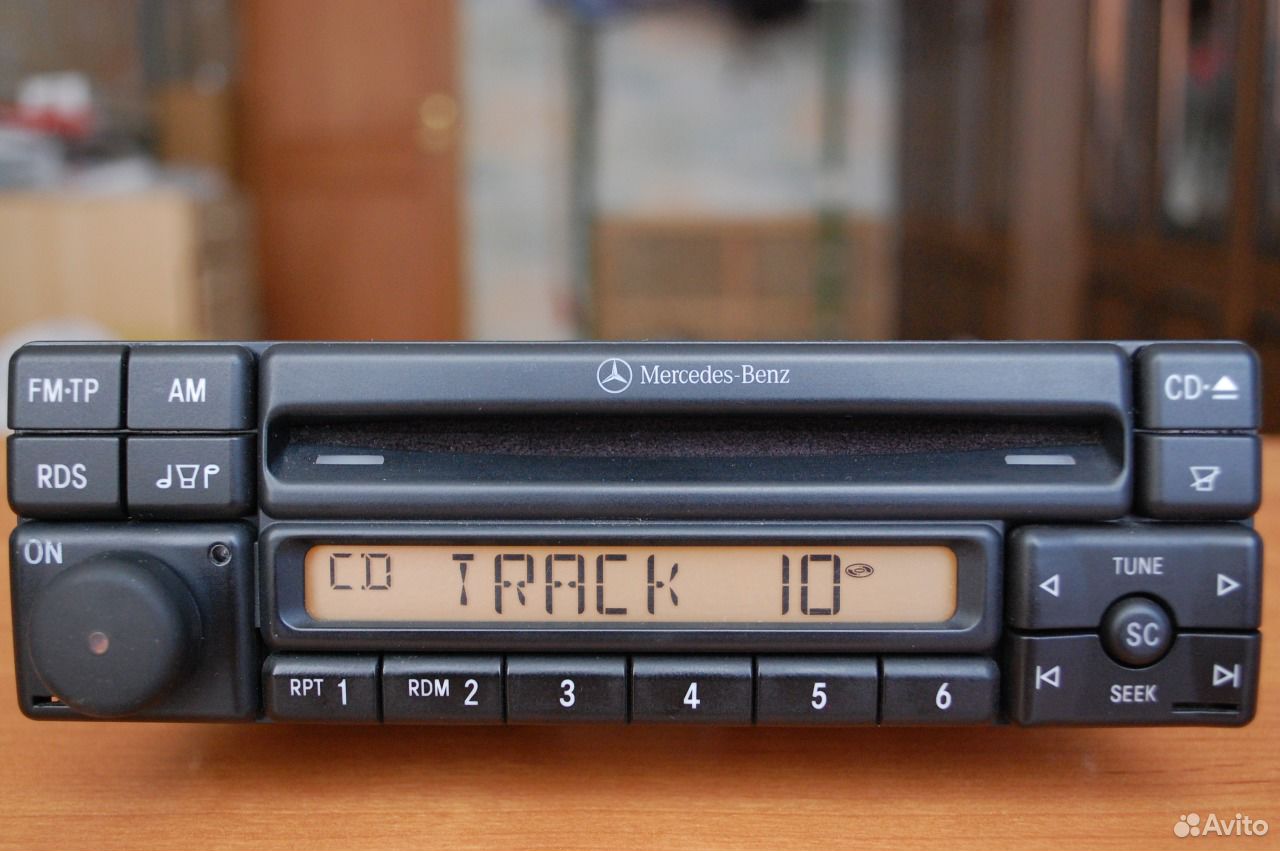 Mercedes-Benz
FM·TP AM CD·
RDS
ON
CD TRACK 10
TUNE
SC
SEEK
RPT 1 RDM 2 3 4 5 6
Avito